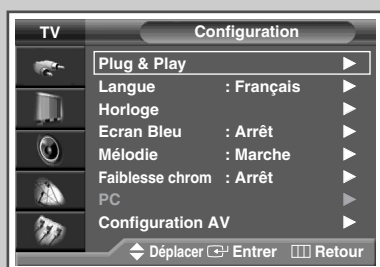 TV Configuration
Plug & Play
Langue : Français
Horloge
Ecran Bleu : Arrêt
Mélodie : Marche
Faiblesse chrom : Arrêt
PC
Configuration AV
Déplacer Entrer Retour